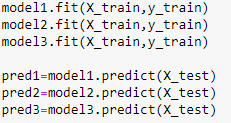 model1.fit(X_train,y_train)
model2.fit(X_train,y_train)
model3.fit(X_train,y_train)
pred1=model1.predict(X_test)
pred2=model2.predict(X_test)
pred3=model3.predict(X_test)